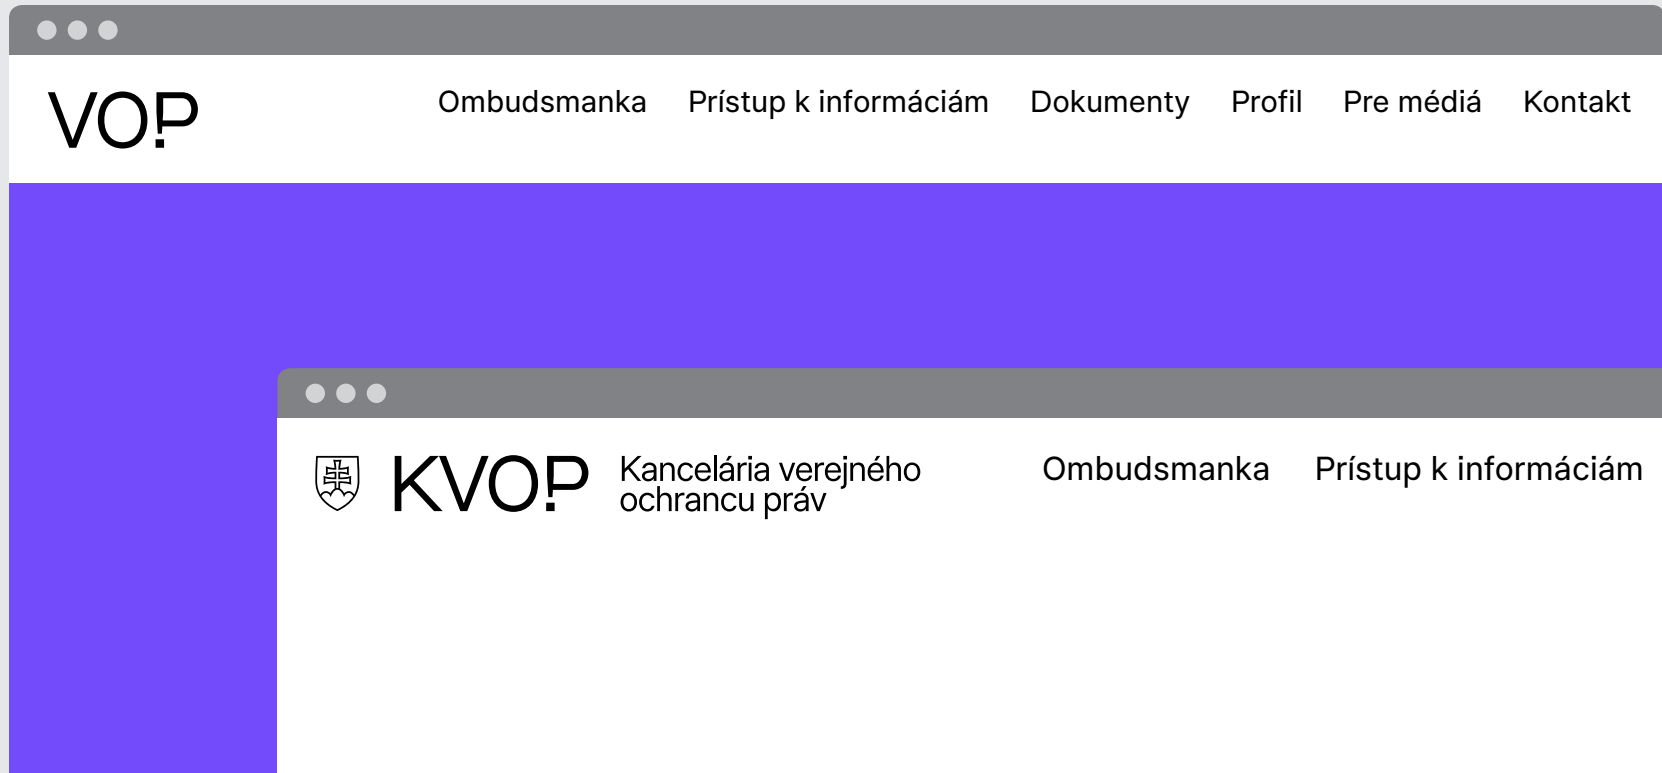 VOP
Ombudsmanka Prístup k informáciám Dokumenty Profil Pre médiá Kontakt
KVOP
Kancelária verejného
ochrancu práv
Ombudsmanka Prístup k informáciám